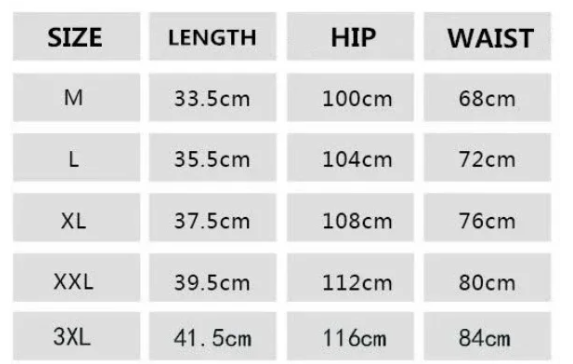 SIZE LENGTH HIP WAIST
M 33.5cm 100cm 68cm
L 35.5cm 104cm 72cm
XL 37.5cm 108cm 76cm
XXL 39.5cm 112cm 80cm
3XL 41.5cm 116cm 84cm